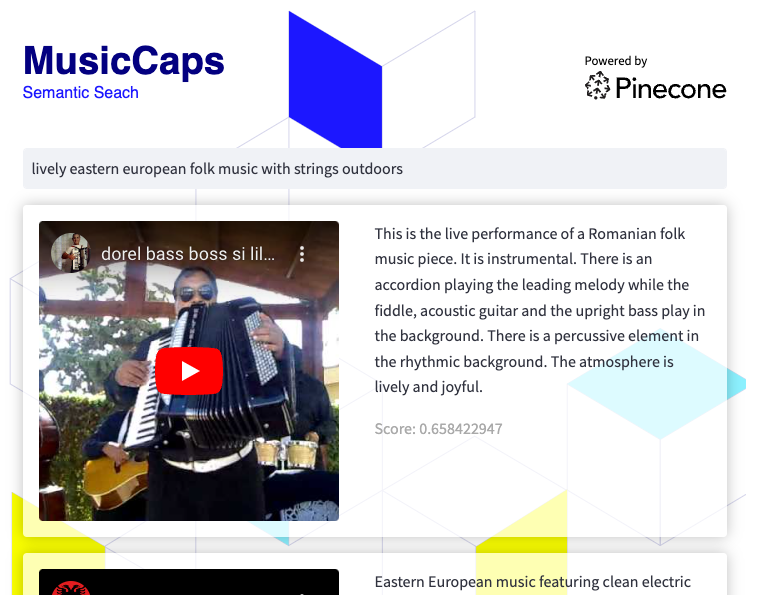 MusicCaps
Semantic Seach
Powered by
Pinecone
lively eastern european folk music with strings outdoors
dorel bass boss si lil...
This is the live performance of a Romanian folk
music piece. It is instrumental. There is an
accordion playing the leading melody while the
fiddle, acoustic guitar and the upright bass play in
the background. There is a percussive element in
the rhythmic background. The atmosphere is
lively and joyful.
Score: 0.658422947
Eastern European music featuring clean electric